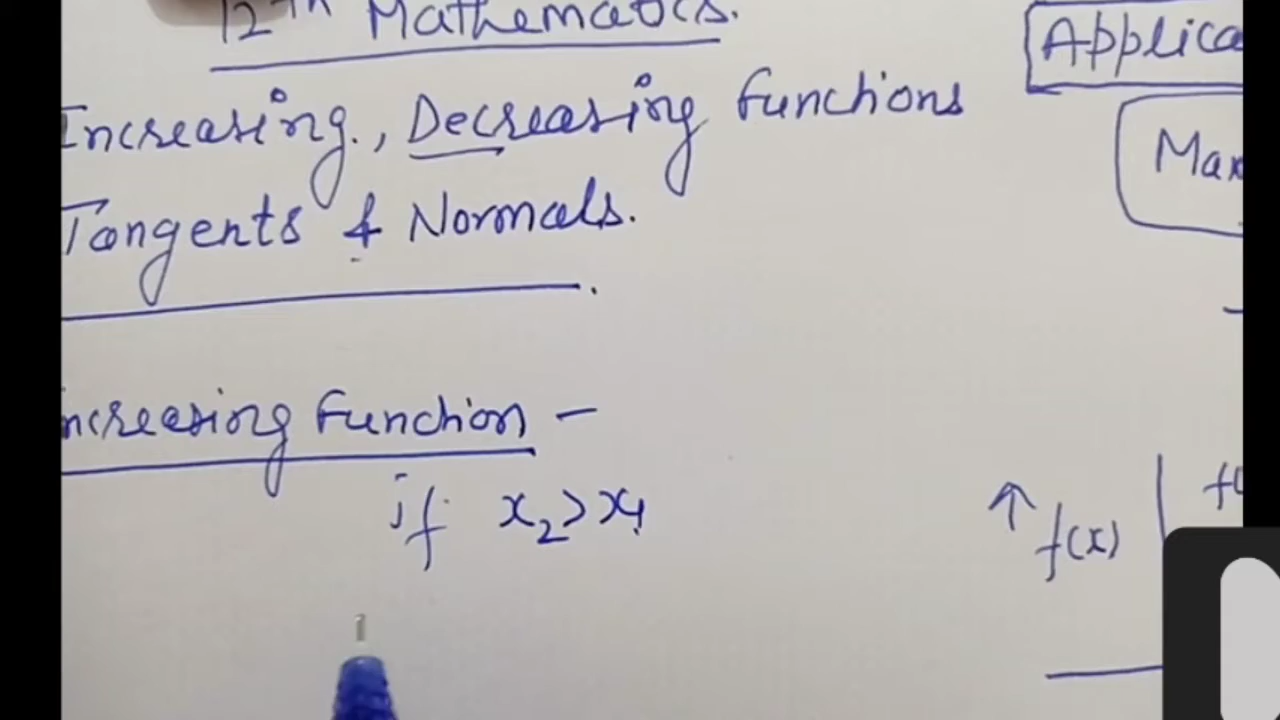 12th Mathematics.
Increasing, Decreasing functions
Tangents & Normals.
Increasing Function -
if x₂>x₁
Applica
Max
↑ f(x)
f(